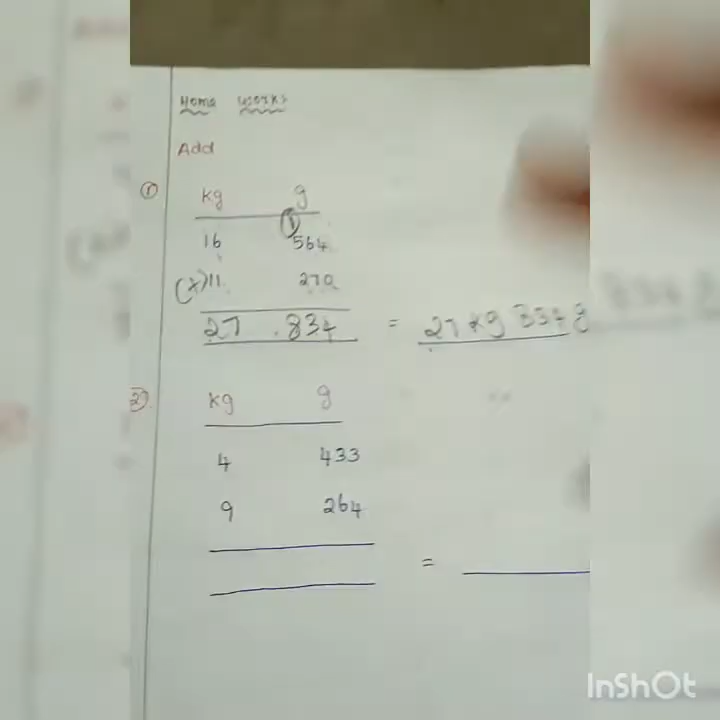 Home works
Add
① kg g
①
16 564
(+) 11 270
27 834 = 27 kg 834 g
2) kg g
4 433
9 264
=
InShOt